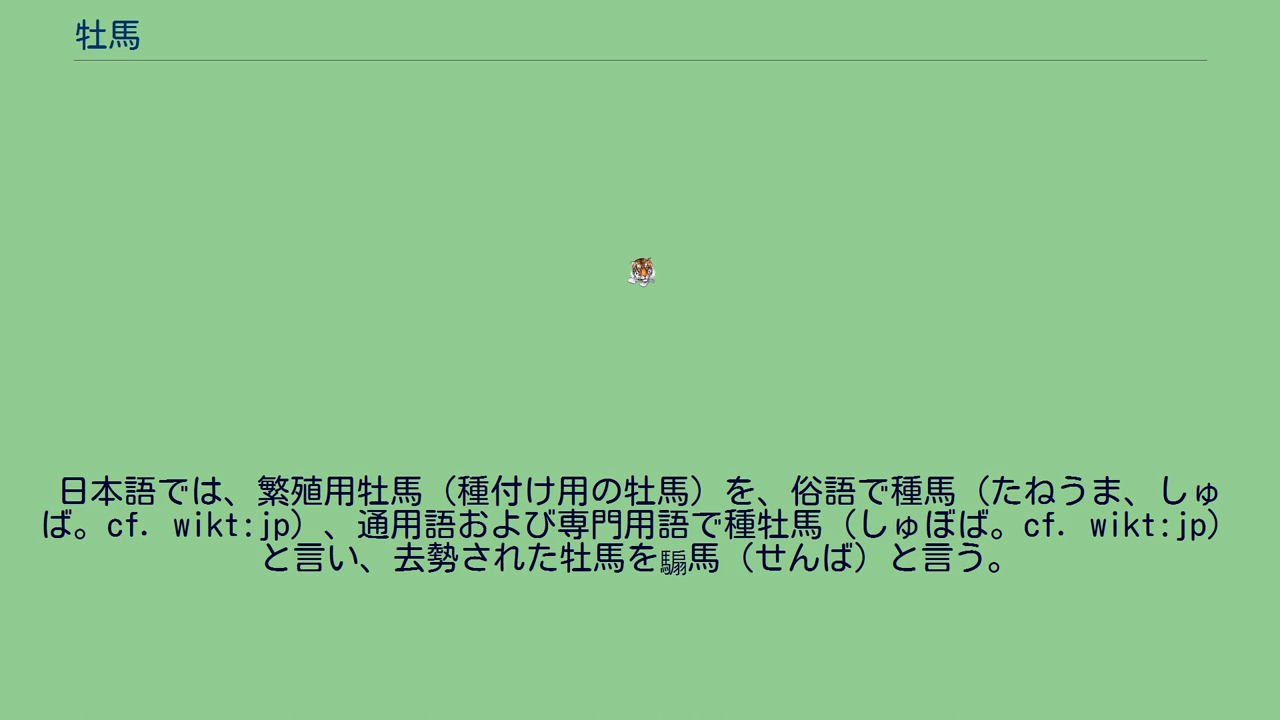 牡馬
日本語では、繁殖用牡馬（種付け用の牡馬）を、俗語で種馬（たねうま、しゅ
ば。cf. wikt:jp）、通用語および専門用語で種牡馬（しゅぼば。cf. wikt:jp）
と言い、去勢された牡馬を騸馬（せんば）と言う。